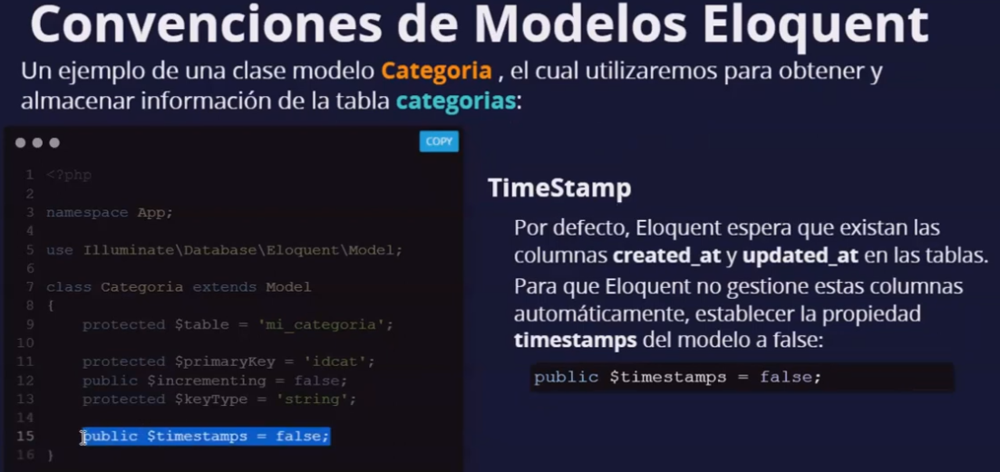 Convenciones de Modelos Eloquent
Un ejemplo de una clase modelo Categoria , el cual utilizaremos para obtener y
almacenar información de la tabla categorias:
COPY
1 <?php
2
3 namespace App;
4
5 use Illuminate\Database\Eloquent\Model;
6
7 class Categoria extends Model
8 {
9 protected $table = 'mi_categoria';
10
11 protected $primaryKey = 'idcat';
12 public $incrementing = false;
13 protected $keyType = 'string';
14
15 public $timestamps = false;
16 }
TimeStamp
Por defecto, Eloquent espera que existan las
columnas created_at y updated_at en las tablas.
Para que Eloquent no gestione estas columnas
automáticamente, establecer la propiedad
timestamps del modelo a false:
public $timestamps = false;